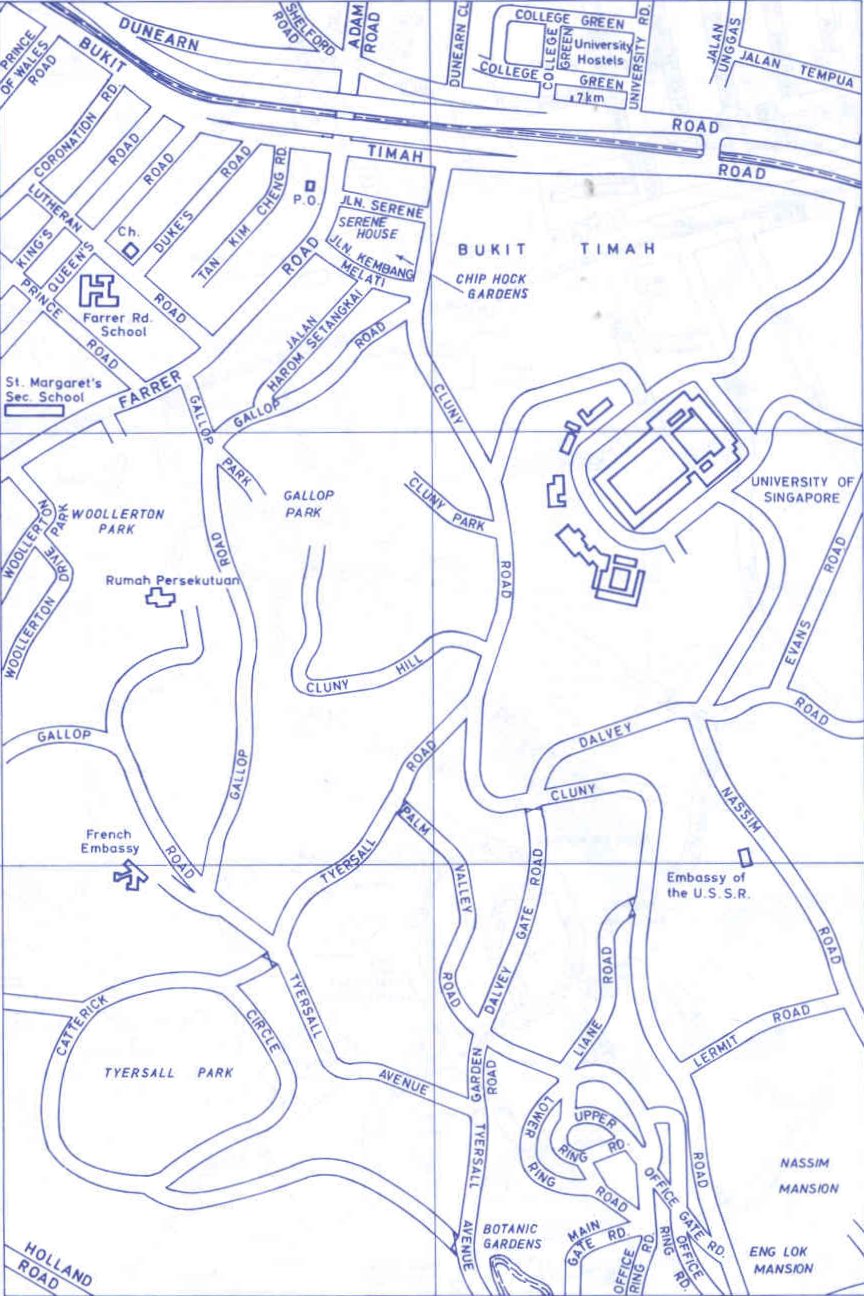 PRINCE
OF WALES
ROAD
DUNEARN
BUKIT
SHELFORD
ROAD
ADAM
ROAD
DUNEARN CL.
COLLEGE GREEN
COLLEGE
GREEN
University
Hostels
COLLEGE GREEN
7km
UNIVERSITY RD.
JALAN
UNGGAS
JALAN TEMPUA
ROAD
TIMAH
ROAD
CORONATION RD.
ROAD
ROAD
LUTHERAN
ROAD
KING'S
QUEEN'S
DUKE'S ROAD
Ch.
TAN KIM CHENG RD.
P.O.
JLN. SERENE
SERENE
HOUSE
JLN. KEMBANG
MELATI
BUKIT TIMAH
CHIP HOCK
GARDENS
PRINCE
ROAD
Farrer Rd.
School
FARRER
ROAD
JALAN
HAROM SETANGKAI
St. Margaret's
Sec. School
GALLOP
ROAD
GALLOP
PARK
CLUNY
ROAD
GALLOP
ROAD
GALLOP
PARK
CLUNY PARK
UNIVERSITY OF
SINGAPORE
WOOLLERTON
PARK
WOOLLERTON
PARK
WOOLLERTON
DRIVE
Rumah Persekutuan
EVANS
ROAD
CLUNY HILL
ROAD
GALLOP
GALLOP
ROAD
DALVEY
CLUNY
NASSIM
ROAD
French
Embassy
TYERSALL
ROAD
PALM
VALLEY
ROAD
DALVEY
GATE ROAD
Embassy of
the U.S.S.R.
LIANE
ROAD
LERMIT ROAD
CATTERICK
CIRCLE
TYERSALL
AVENUE
TYERSALL PARK
GARDEN
ROAD
TYERSALL
AVENUE
LOWER
RING
ROAD
UPPER
RING RD.
ROAD
OFFICE GATE RD.
NASSIM
MANSION
ENG LOK
MANSION
BOTANIC
GARDENS
MAIN
GATE RD.
OFFICE
RING RD.
OFFICE
RING RD.
HOLLAND
ROAD